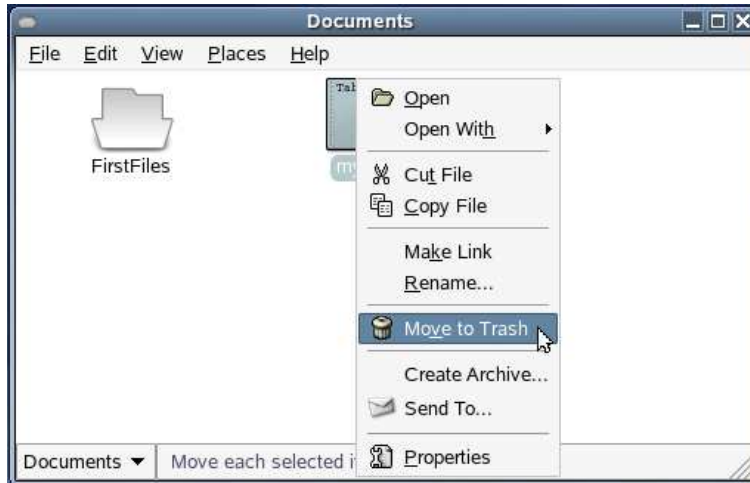 Documents
File Edit View Places Help
FirstFiles
Open
Open With
Cut File
Copy File
Make Link
Rename...
Move to Trash
Create Archive...
Send To...
Properties
Documents Move each selected